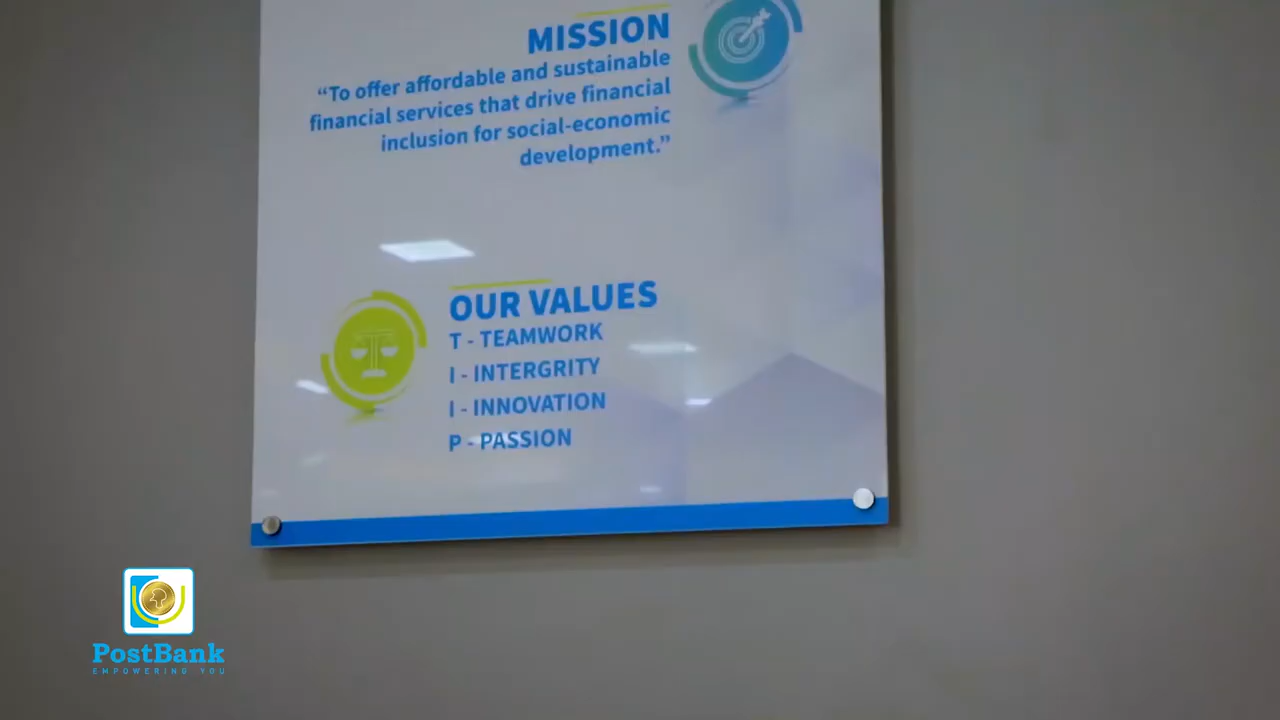 MISSION
“To offer affordable and sustainable
financial services that drive financial
inclusion for social-economic
development.”
OUR VALUES
T - TEAMWORK
I - INTERGRITY
I - INNOVATION
P - PASSION
PostBank
EMPOWERING YOU